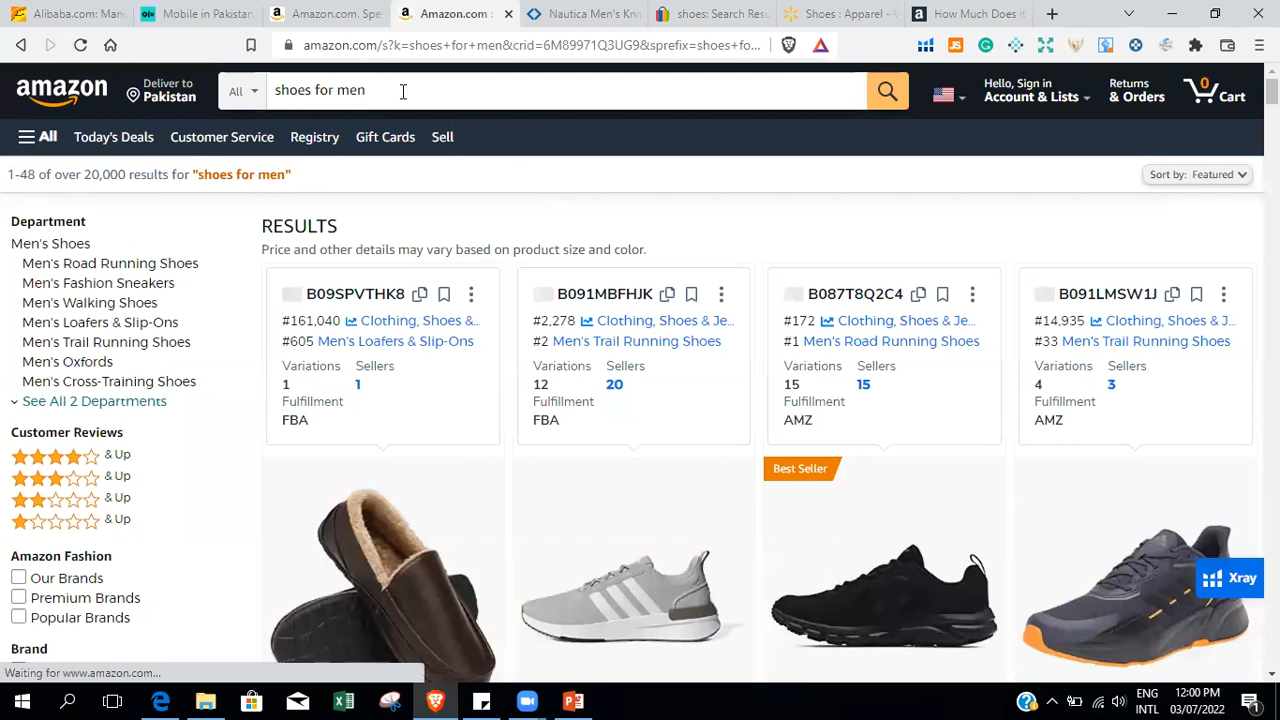 Alibaba.com: Man
Mobile in Pakistan,
Amazon.com. Spe
Amazon.com :
Nautica Men's Kn
shoes: Search Resu
Shoes : Apparel -
How Much Does it
amazon.com/s?k=shoes+for+men&crid=6M89971Q3UG9&sprefix=shoes+fo...
amazon
Deliver to
Pakistan
All
shoes for men
Hello, Sign in
Account & Lists
Returns
& Orders
0
Cart
All
Today's Deals
Customer Service
Registry
Gift Cards
Sell
1-48 of over 20,000 results for "shoes for men"
Sort by: Featured
Department
Men's Shoes
Men's Road Running Shoes
Men's Fashion Sneakers
Men's Walking Shoes
Men's Loafers & Slip-Ons
Men's Trail Running Shoes
Men's Oxfords
Men's Cross-Training Shoes
See All 2 Departments
Customer Reviews
& Up
& Up
& Up
& Up
Amazon Fashion
Our Brands
Premium Brands
Popular Brands
Brand
RESULTS
Price and other details may vary based on product size and color.
B09SPVTHK8
#161,040 Clothing, Shoes &...
#605 Men's Loafers & Slip-Ons
Variations Sellers
1 1
Fulfillment
FBA
B091MBFHJK
#2,278 Clothing, Shoes & Je...
#2 Men's Trail Running Shoes
Variations Sellers
12 20
Fulfillment
FBA
B087T8Q2C4
#172 Clothing, Shoes & Je...
#1 Men's Road Running Shoes
Variations Sellers
15 15
Fulfillment
AMZ
Best Seller
B091LMSW1J
#14,935 Clothing, Shoes & J...
#33 Men's Trail Running Shoes
Variations Sellers
4 3
Fulfillment
AMZ
Xray
Waiting for www.amazon.com...
ENG
INTL
12:00 PM
03/07/2022